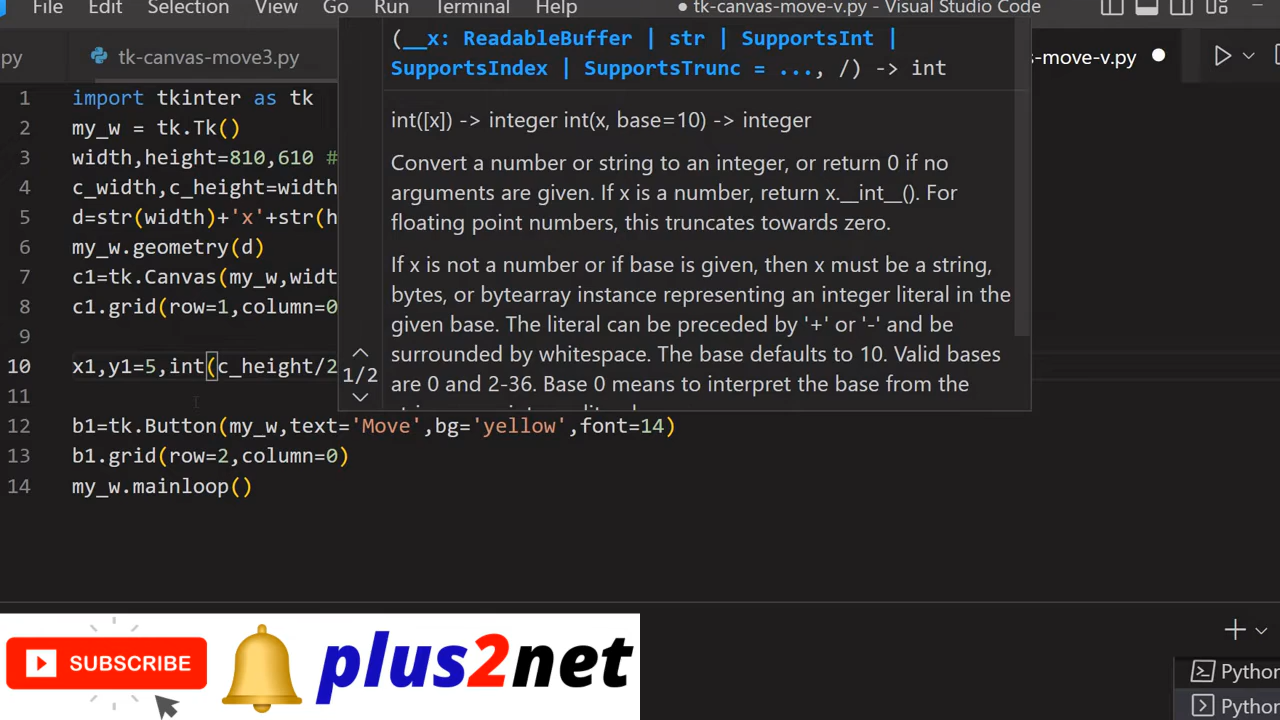 File Edit Selection View Go Run Terminal Help ● tk-canvas-move-v.py - Visual Studio Code
py tk-canvas-move3.py -move-v.py
(__x: ReadableBuffer | str | SupportsInt |
SupportsIndex | SupportsTrunc = ..., /) -> int
int([x]) -> integer int(x, base=10) -> integer
Convert a number or string to an integer, or return 0 if no
arguments are given. If x is a number, return x.__int__(). For
floating point numbers, this truncates towards zero.
If x is not a number or if base is given, then x must be a string,
bytes, or bytearray instance representing an integer literal in the
given base. The literal can be preceded by '+' or '-' and be
surrounded by whitespace. The base defaults to 10. Valid bases
are 0 and 2-36. Base 0 means to interpret the base from the
1/2
1 import tkinter as tk
2 my_w = tk.Tk()
3 width,height=810,610 #
4 c_width,c_height=width
5 d=str(width)+'x'+str(h
6 my_w.geometry(d)
7 c1=tk.Canvas(my_w,widt
8 c1.grid(row=1,column=0
9
10 x1,y1=5,int(c_height/2
11
12 b1=tk.Button(my_w,text='Move',bg='yellow',font=14)
13 b1.grid(row=2,column=0)
14 my_w.mainloop()
SUBSCRIBE
plus2net
Python
Python